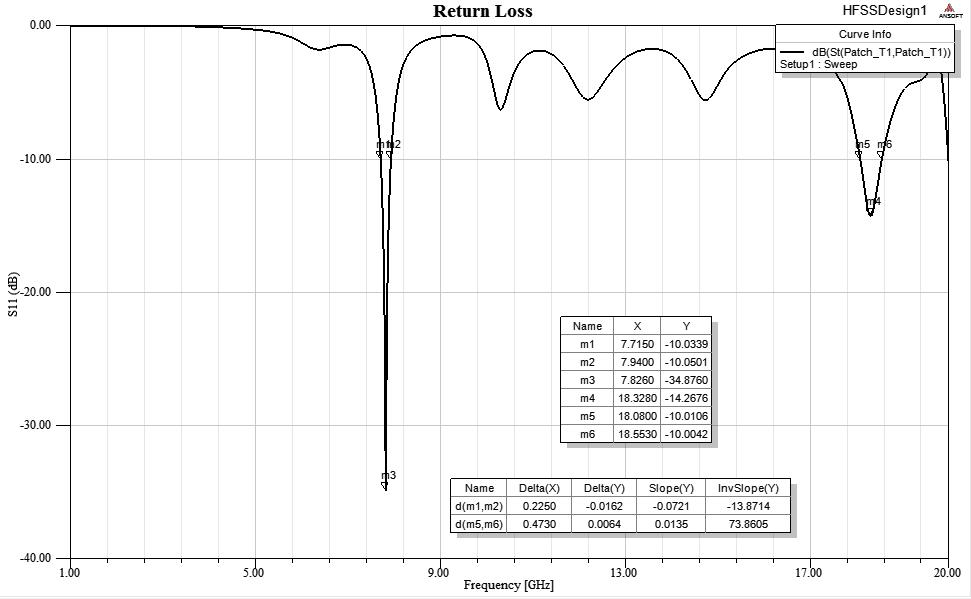 Return Loss
HFSSDesign1
ANSOFT
Curve Info
dB(St(Patch_T1,Patch_T1))
Setup1 : Sweep
0.00
-10.00
-20.00
-30.00
-40.00
S11 (dB)
m1
m2
m3
m5
m6
m4
Name X Y
m1 7.7150 -10.0339
m2 7.9400 -10.0501
m3 7.8260 -34.8760
m4 18.3280 -14.2676
m5 18.0800 -10.0106
m6 18.5530 -10.0042
Name Delta(X) Delta(Y) Slope(Y) InvSlope(Y)
d(m1,m2) 0.2250 -0.0162 -0.0721 -13.8714
d(m5,m6) 0.4730 0.0064 0.0135 73.8605
1.00 5.00 9.00 13.00 17.00 20.00
Frequency [GHz]